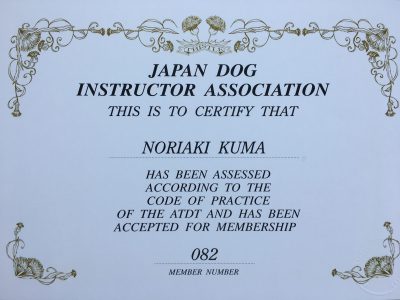 JAPAN DOG
INSTRUCTOR ASSOCIATION
THIS IS TO CERTIFY THAT
NORIAKI KUMA
HAS BEEN ASSESSED
ACCORDING TO THE
CODE OF PRACTICE
OF THE ATDT AND HAS BEEN
ACCEPTED FOR MEMBERSHIP
082
MEMBER NUMBER